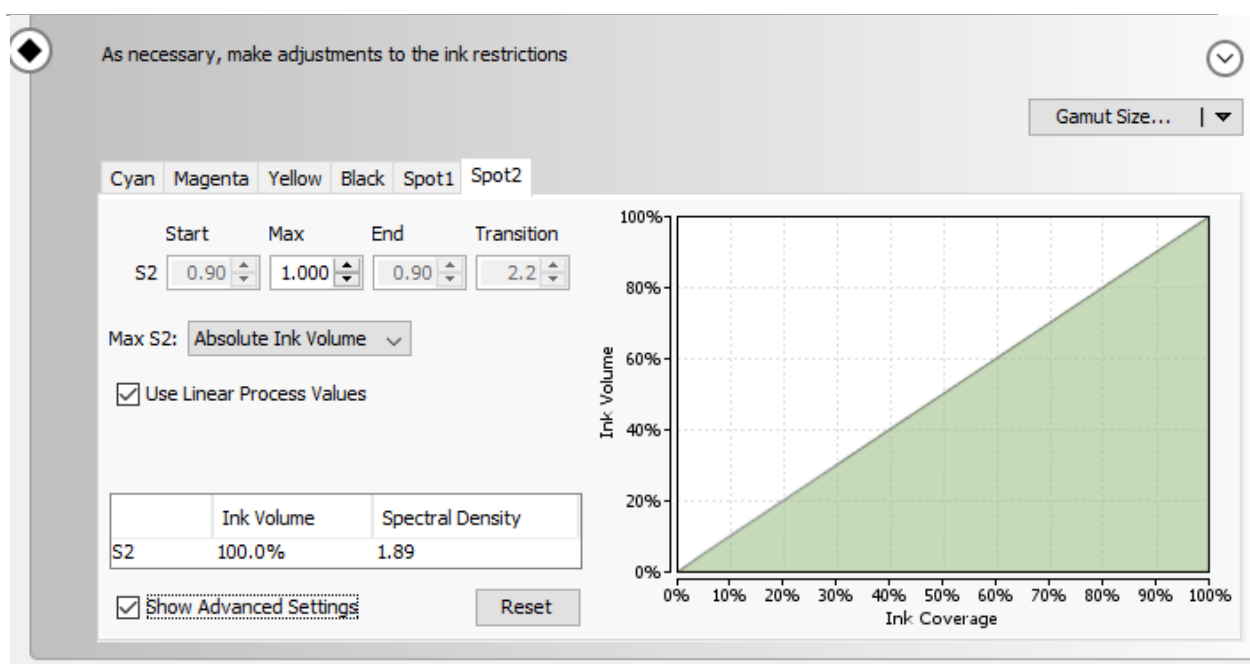 As necessary, make adjustments to the ink restrictions
Gamut Size...
Cyan Magenta Yellow Black Spot1 Spot2
Start Max End Transition
S2 0.90 1.000 0.90 2.2
Max S2: Absolute Ink Volume
Use Linear Process Values
Ink Volume Spectral Density
S2 100.0% 1.89
Show Advanced Settings Reset
100%
80%
60%
40%
20%
0%
Ink Volume
0% 10% 20% 30% 40% 50% 60% 70% 80% 90% 100%
Ink Coverage